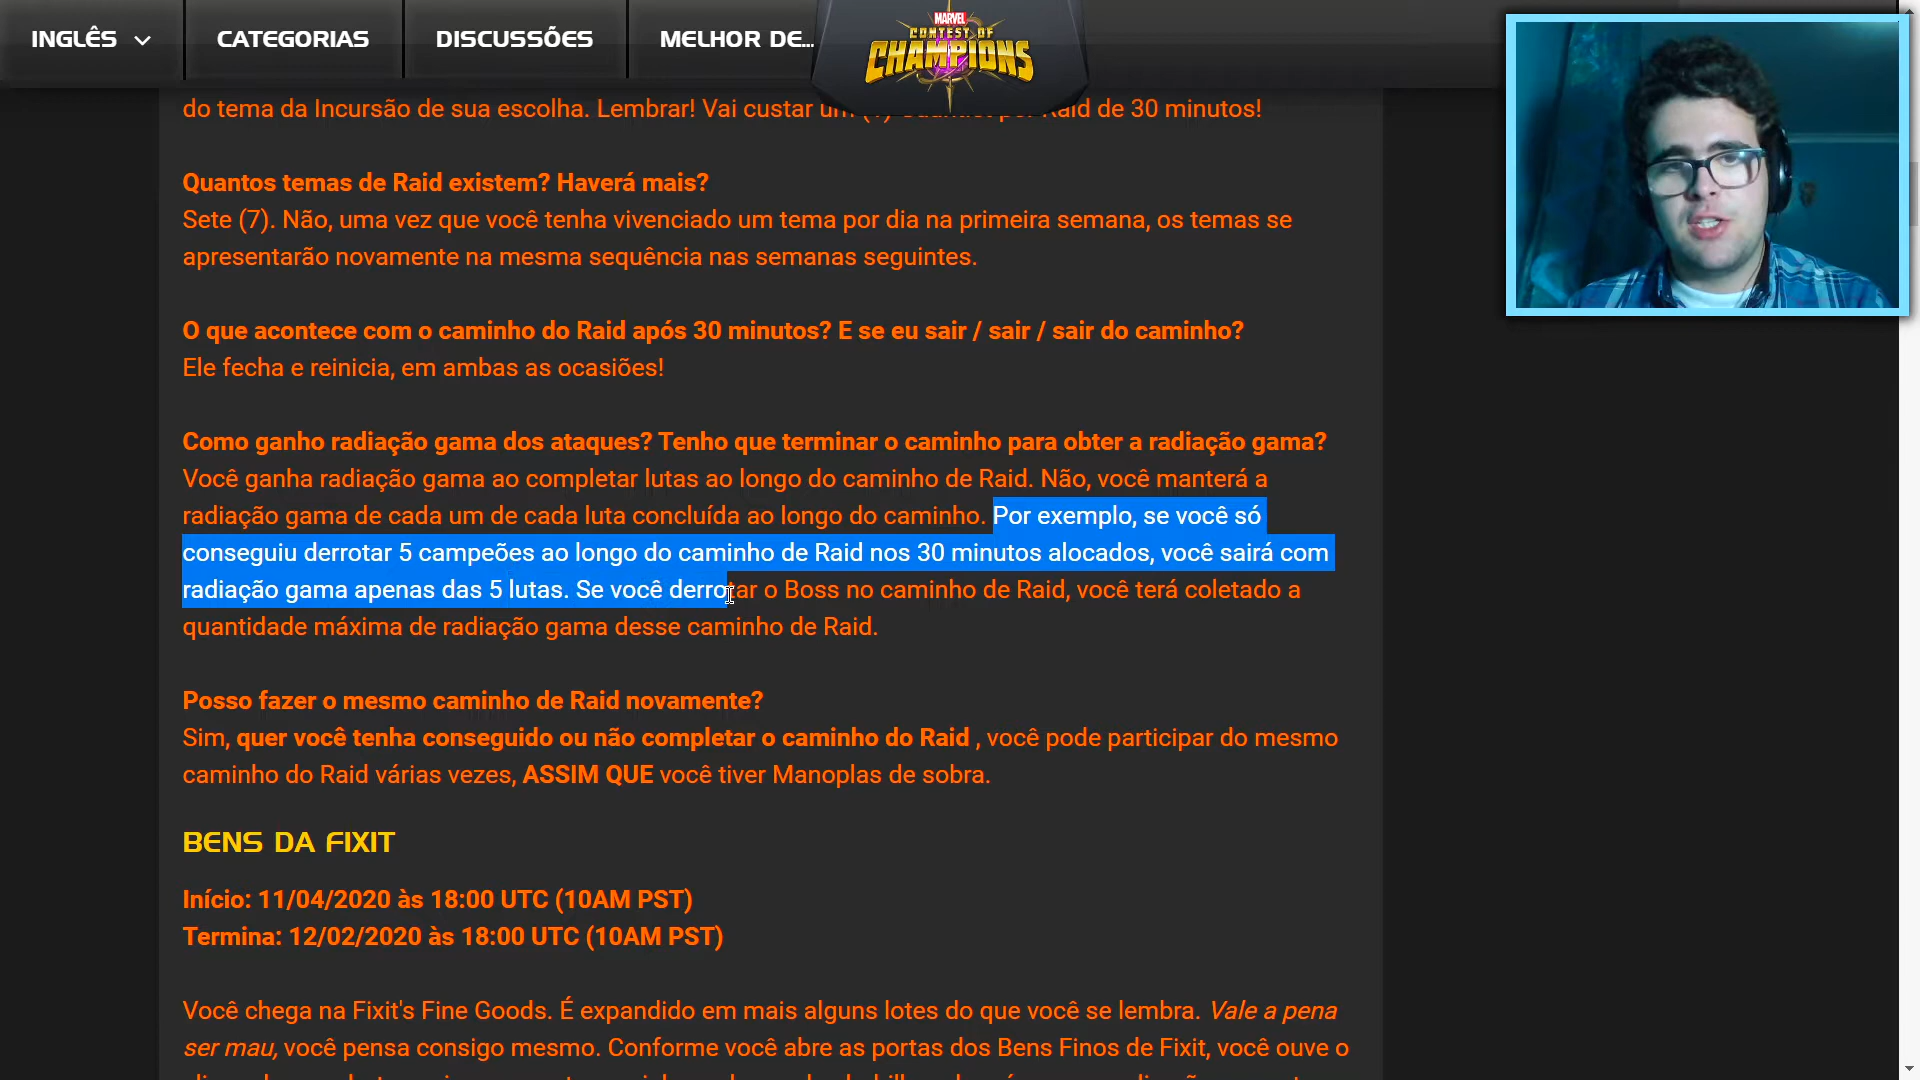 INGLÊS
CATEGORIAS
DISCUSSÕES
MELHOR DE...
MARVEL
CONTEST OF
CHAMPIONS
do tema da Incursão de sua escolha. Lembrar! Vai custar um Raid de 30 minutos!
Quantos temas de Raid existem? Haverá mais?
Sete (7). Não, uma vez que você tenha vivenciado um tema por dia na primeira semana, os temas se
apresentarão novamente na mesma sequência nas semanas seguintes.
O que acontece com o caminho do Raid após 30 minutos? E se eu sair / sair / sair do caminho?
Ele fecha e reinicia, em ambas as ocasiões!
Como ganho radiação gama dos ataques? Tenho que terminar o caminho para obter a radiação gama?
Você ganha radiação gama ao completar lutas ao longo do caminho de Raid. Não, você manterá a
radiação gama de cada um de cada luta concluída ao longo do caminho. Por exemplo, se você só
conseguiu derrotar 5 campeões ao longo do caminho de Raid nos 30 minutos alocados, você sairá com
radiação gama apenas das 5 lutas. Se você derrotar o Boss no caminho de Raid, você terá coletado a
quantidade máxima de radiação gama desse caminho de Raid.
Posso fazer o mesmo caminho de Raid novamente?
Sim, quer você tenha conseguido ou não completar o caminho do Raid , você pode participar do mesmo
caminho do Raid várias vezes, ASSIM QUE você tiver Manoplas de sobra.
BENS DA FIXIT
Início: 11/04/2020 às 18:00 UTC (10AM PST)
Termina: 12/02/2020 às 18:00 UTC (10AM PST)
Você chega na Fixit's Fine Goods. É expandido em mais alguns lotes do que você se lembra. Vale a pena
ser mau, você pensa consigo mesmo. Conforme você abre as portas dos Bens Finos de Fixit, você ouve o